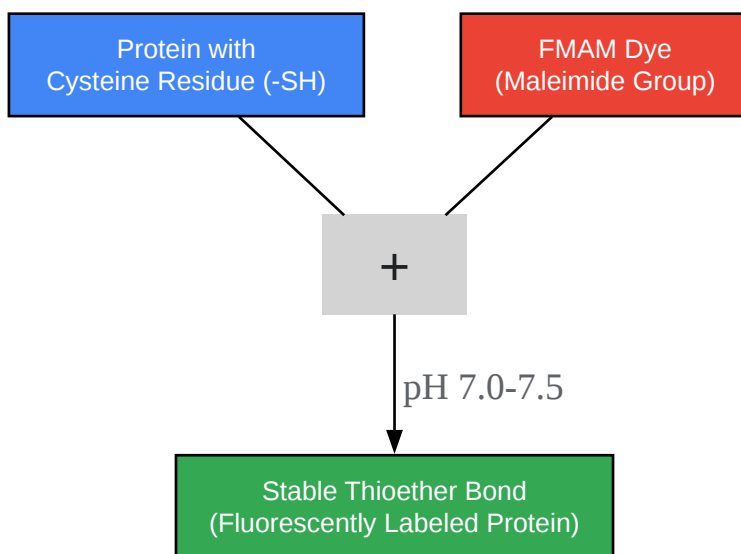 Protein with
Cysteine Residue (-SH)
FMAM Dye
(Maleimide Group)
+
pH 7.0-7.5
Stable Thioether Bond
(Fluorescently Labeled Protein)